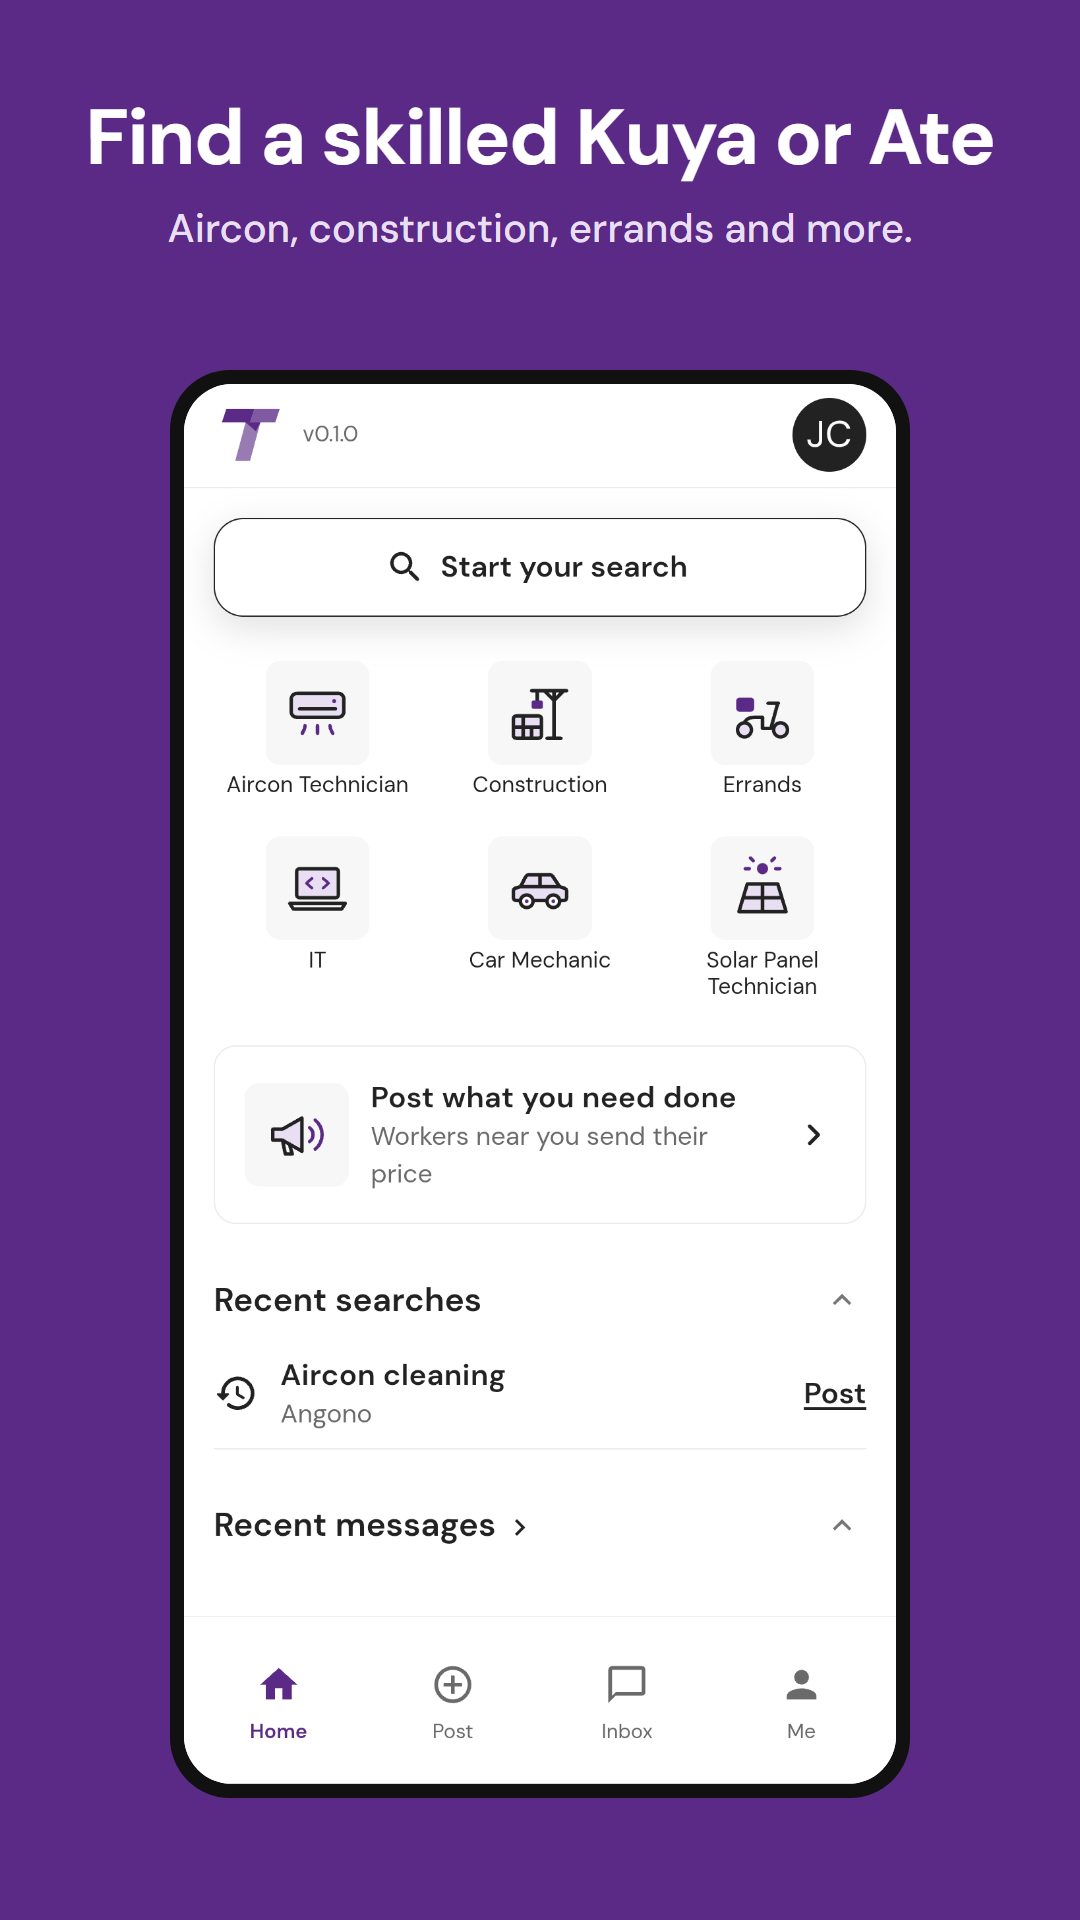 Find a skilled Kuya or Ate
Aircon, construction, errands and more.
v0.1.0
JC
Start your search
Aircon Technician
Construction
Errands
IT
Car Mechanic
Solar Panel
Technician
Post what you need done
Workers near you send their
price
Recent searches
Aircon cleaning
Angono
Post
Recent messages
Home
Post
Inbox
Me